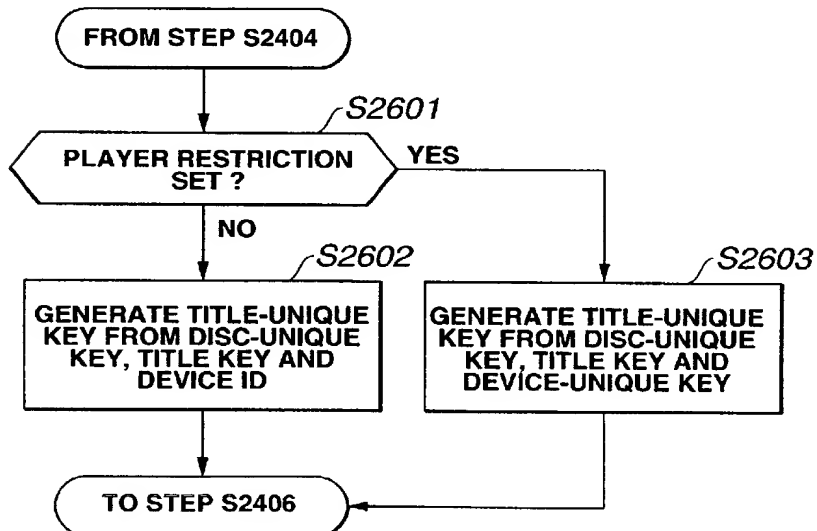 FROM STEP S2404
S2601
PLAYER RESTRICTION
SET ?
YES
NO
S2602
GENERATE TITLE-UNIQUE
KEY FROM DISC-UNIQUE
KEY, TITLE KEY AND
DEVICE ID
S2603
GENERATE TITLE-UNIQUE
KEY FROM DISC-UNIQUE
KEY, TITLE KEY AND
DEVICE-UNIQUE KEY
TO STEP S2406